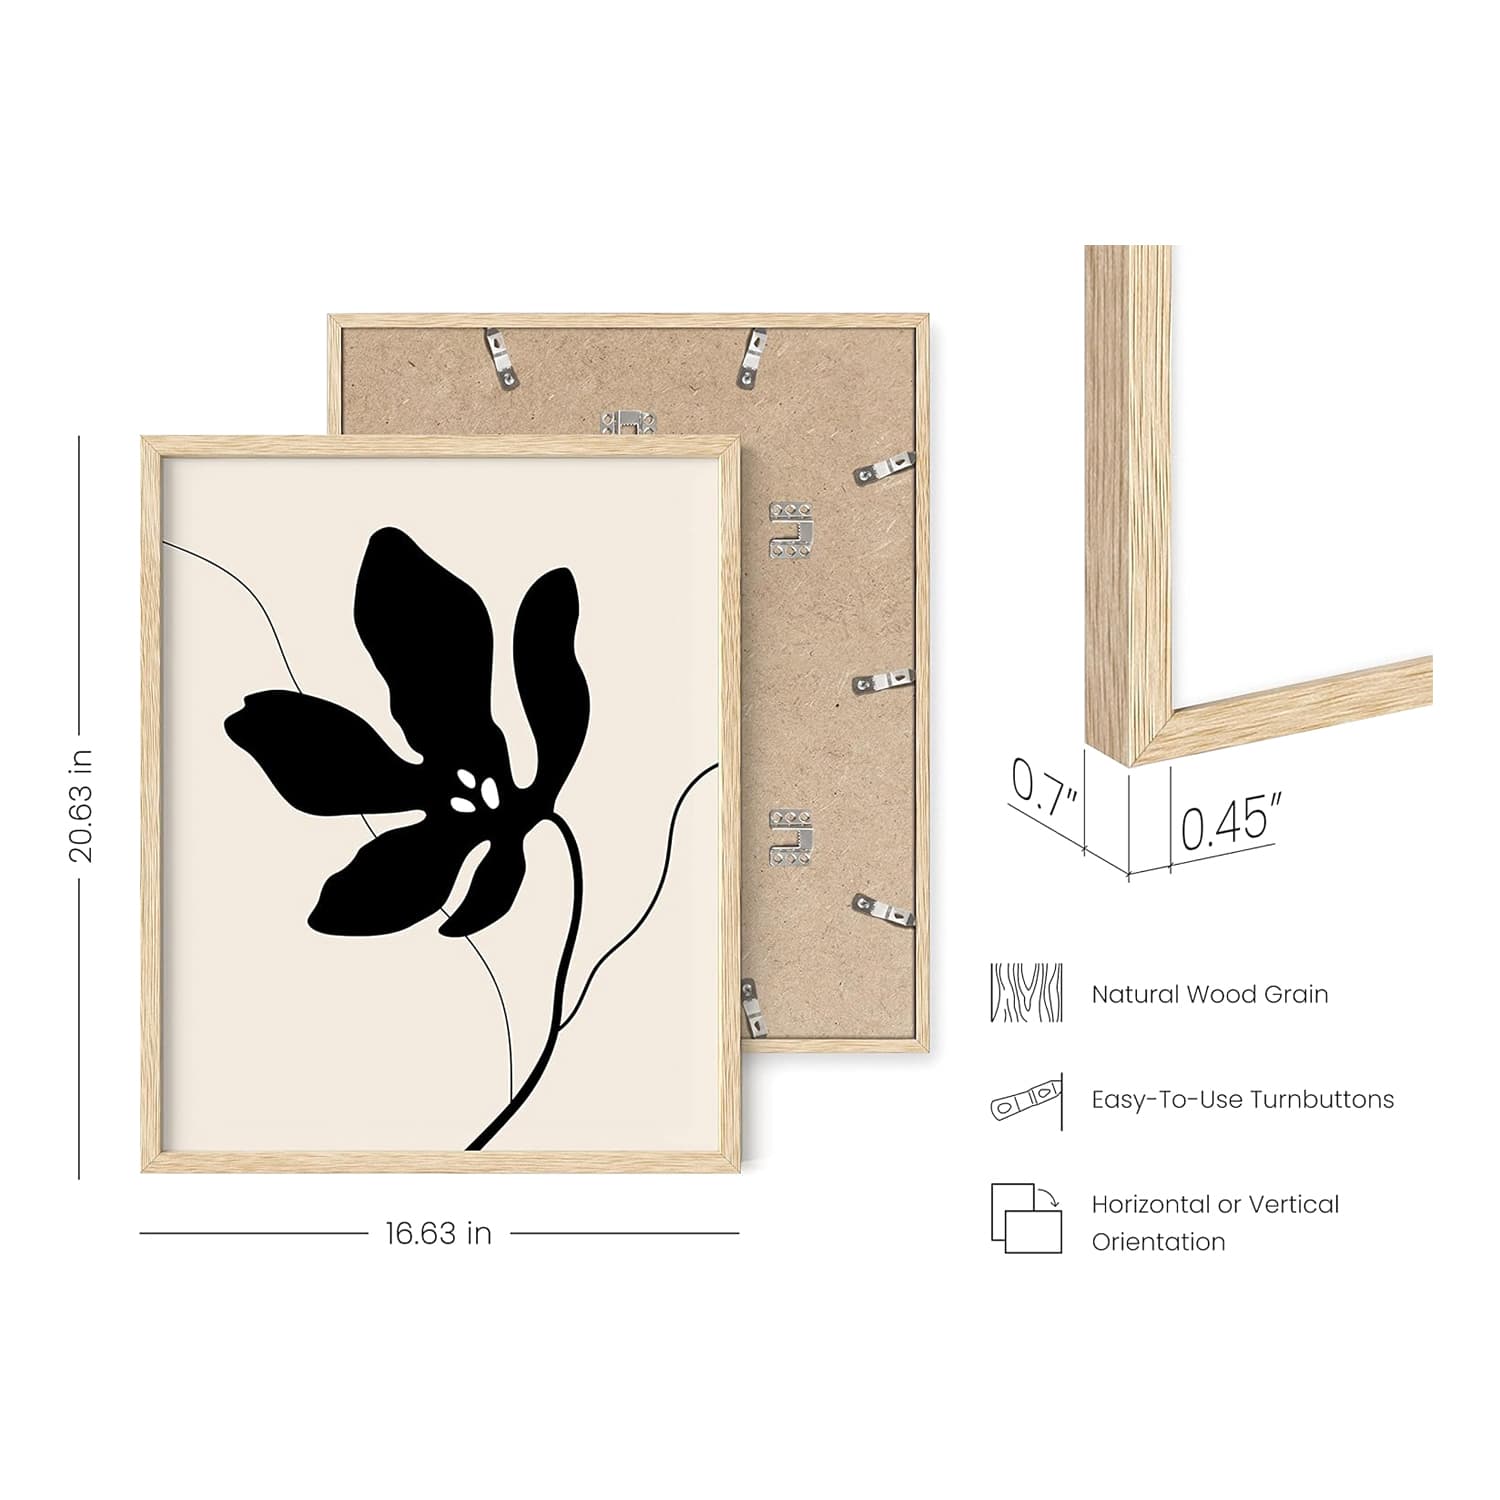 20.63 in
16.63 in
0.7"
0.45"
Natural Wood Grain
Easy-To-Use Turnbuttons
Horizontal or Vertical
Orientation